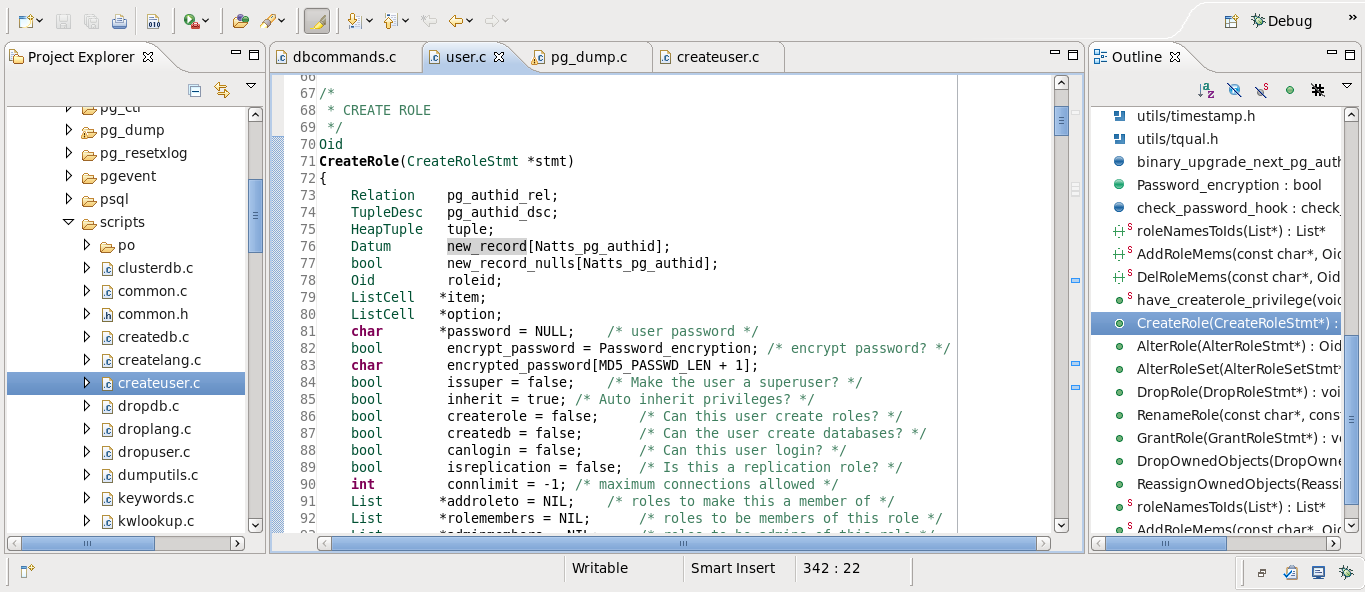 010
Debug
»
Project Explorer
pg_ctl
pg_dump
pg_resetxlog
pgevent
psql
scripts
po
clusterdb.c
common.c
common.h
createdb.c
createlang.c
createuser.c
dropdb.c
droplang.c
dropuser.c
dumputils.c
keywords.c
kwlookup.c
dbcommands.c
user.c
pg_dump.c
createuser.c
66
67 /*
68  * CREATE ROLE
69  */
70 Oid
71 CreateRole(CreateRoleStmt *stmt)
72 {
73     Relation    pg_authid_rel;
74     TupleDesc   pg_authid_dsc;
75     HeapTuple   tuple;
76     Datum       new_record[Natts_pg_authid];
77     bool        new_record_nulls[Natts_pg_authid];
78     Oid         roleid;
79     ListCell   *item;
80     ListCell   *option;
81     char       *password = NULL;    /* user password */
82     bool        encrypt_password = Password_encryption; /* encrypt password? */
83     char        encrypted_password[MD5_PASSWD_LEN + 1];
84     bool        issuper = false;    /* Make the user a superuser? */
85     bool        inherit = true; /* Auto inherit privileges? */
86     bool        createrole = false;     /* Can this user create roles? */
87     bool        createdb = false;       /* Can the user create databases? */
88     bool        canlogin = false;       /* Can this user login? */
89     bool        isreplication = false;  /* Is this a replication role? */
90     int         connlimit = -1; /* maximum connections allowed */
91     List       *addroleto = NIL;    /* roles to make this a member of */
92     List       *rolemembers = NIL;      /* roles to be members of this role */
Outline
utils/timestamp.h
utils/tqual.h
binary_upgrade_next_pg_auth
Password_encryption : bool
check_password_hook : check_
roleNamesToIds(List*) : List*
AddRoleMems(const char*, Oid
DelRoleMems(const char*, Oid
have_createrole_privilege(void
CreateRole(CreateRoleStmt*) :
AlterRole(AlterRoleStmt*) : Oid
AlterRoleSet(AlterRoleSetStmt*
DropRole(DropRoleStmt*) : voi
RenameRole(const char*, cons
GrantRole(GrantRoleStmt*) : v
DropOwnedObjects(DropOwne
ReassignOwnedObjects(Reassi
roleNamesToIds(List*) : List*
AddRoleMems(const char*, Oid
Writable
Smart Insert
342 : 22